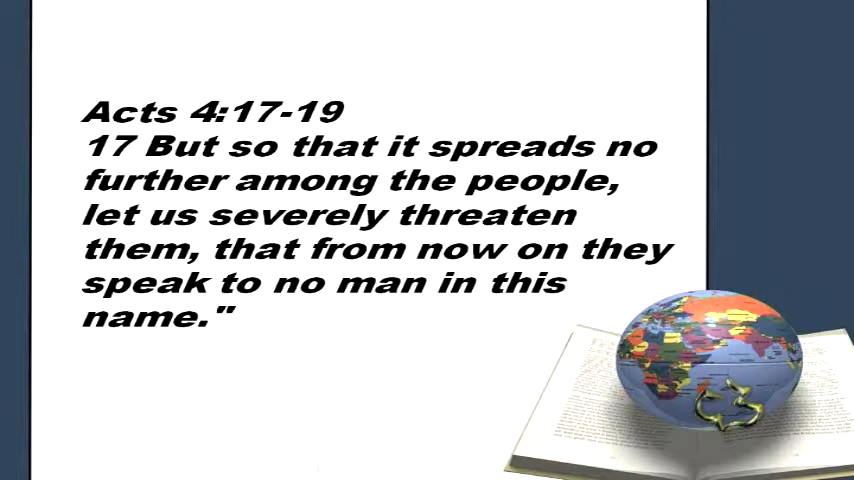 Acts 4:17-19
17 But so that it spreads no
further among the people,
let us severely threaten
them, that from now on they
speak to no man in this
name."